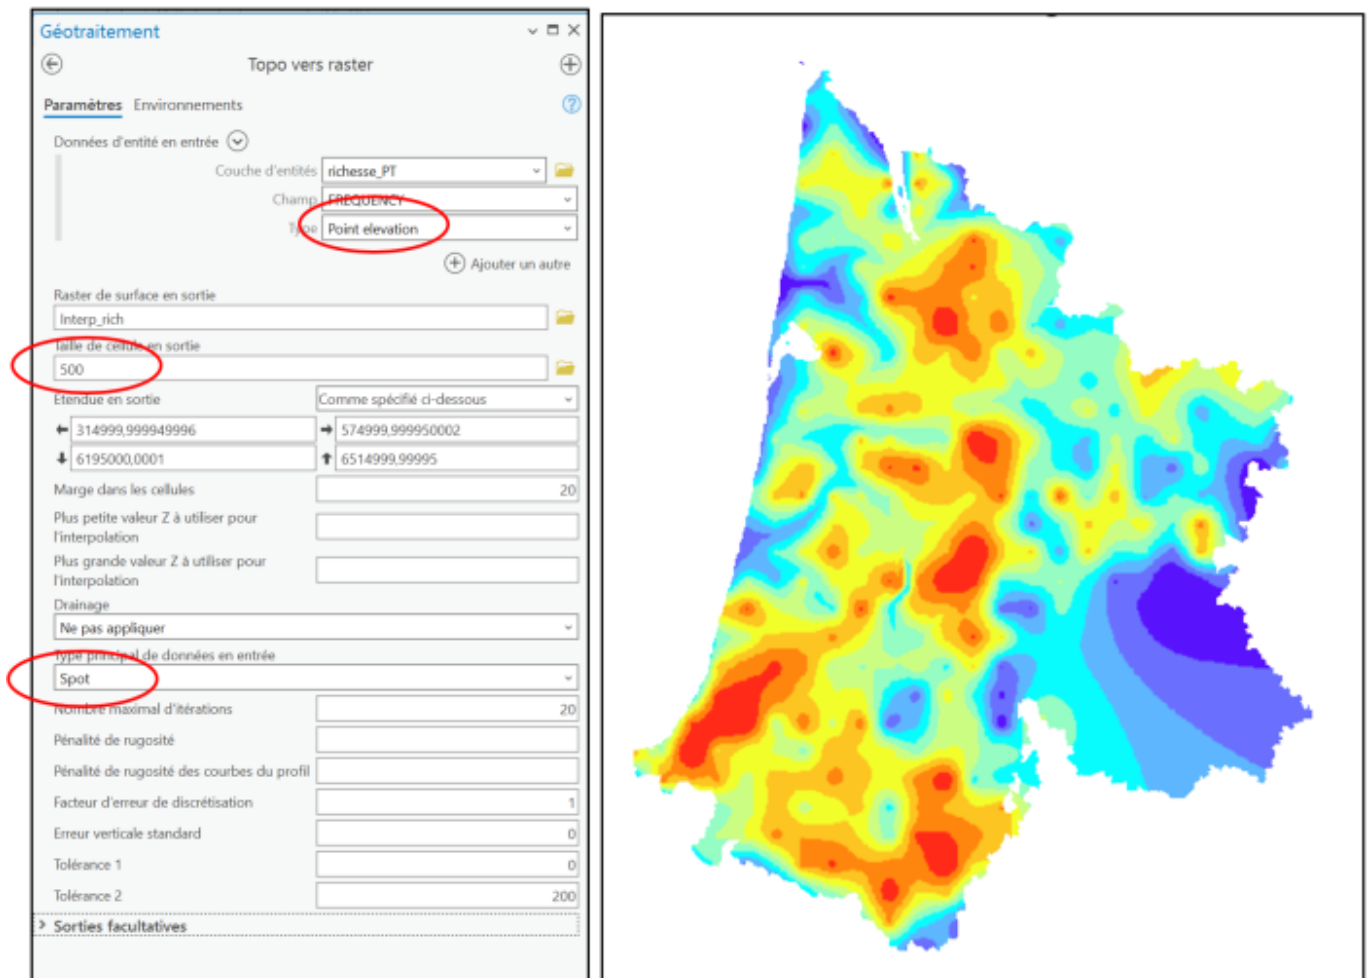 Géotraitement
Topo vers raster
Paramètres Environnements
Données d'entité en entrée
Couche d'entités richesse_PT
Champ FREQUENCY
Type Point elevation
Ajouter un autre
Raster de surface en sortie
Interp_rich
Taille de cellule en sortie
500
Etendue en sortie Comme spécifié ci-dessous
314999,999949996 574999,999950002
6195000,0001 6514999,99995
Marge dans les cellules 20
Plus petite valeur Z à utiliser pour
l'interpolation
Plus grande valeur Z à utiliser pour
l'interpolation
Drainage
Ne pas appliquer
Type principal de données en entrée
Spot
Nombre maximal d'itérations 20
Pénalité de rugosité
Pénalité de rugosité des courbes du profil
Facteur d'erreur de discrétisation 1
Erreur verticale standard 0
Tolérance 1 0
Tolérance 2 200
Sorties facultatives